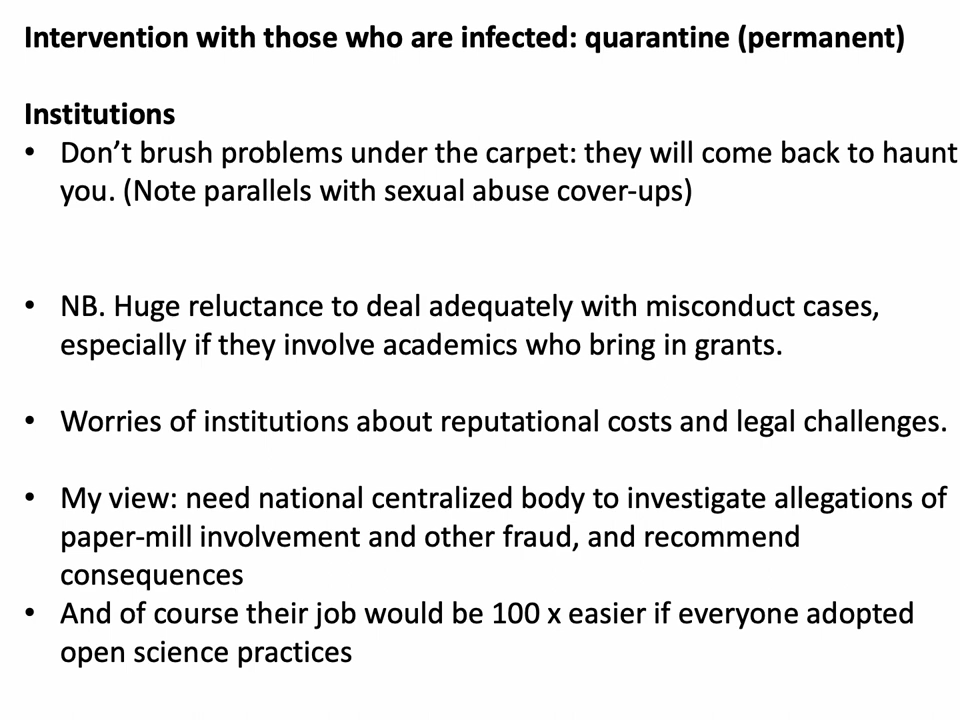 Intervention with those who are infected: quarantine (permanent)
Institutions
• Don’t brush problems under the carpet: they will come back to haunt
you. (Note parallels with sexual abuse cover-ups)
• NB. Huge reluctance to deal adequately with misconduct cases,
especially if they involve academics who bring in grants.
• Worries of institutions about reputational costs and legal challenges.
• My view: need national centralized body to investigate allegations of
paper-mill involvement and other fraud, and recommend
consequences
• And of course their job would be 100 x easier if everyone adopted
open science practices